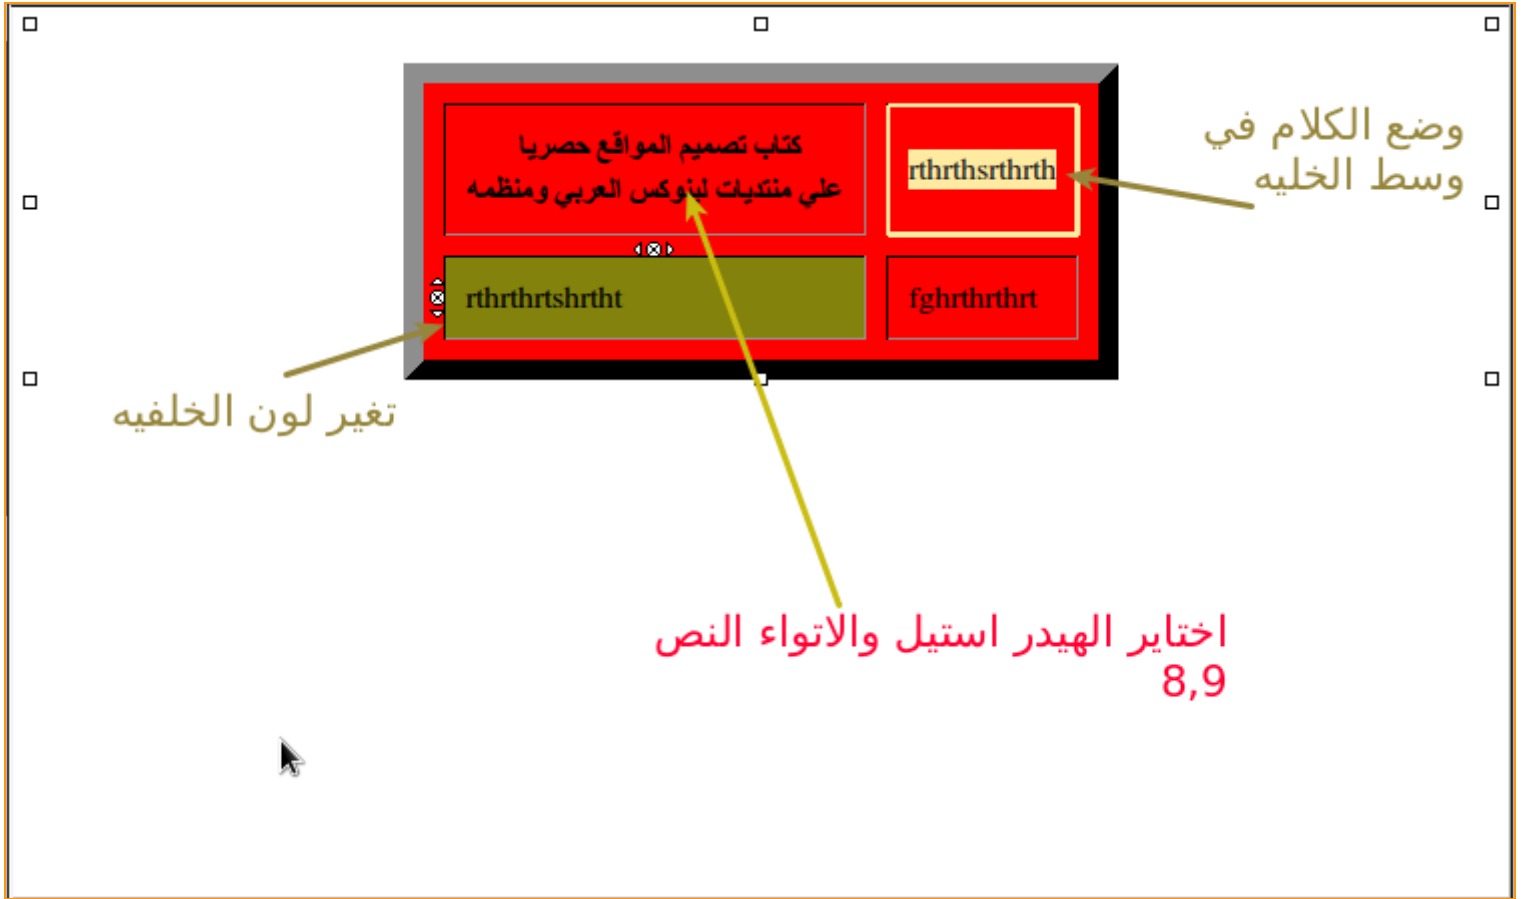 كتاب تصميم المواقع حصريا
علي منتديات لينوكس العربي ومنظمه
rthrthsrthrth
وضع الكلام في
وسط الخليه
rthrthrtshrtht
fghrthrthrt
تغير لون الخلفيه
اختاير الهيدر استيل والاتواء النص
8,9